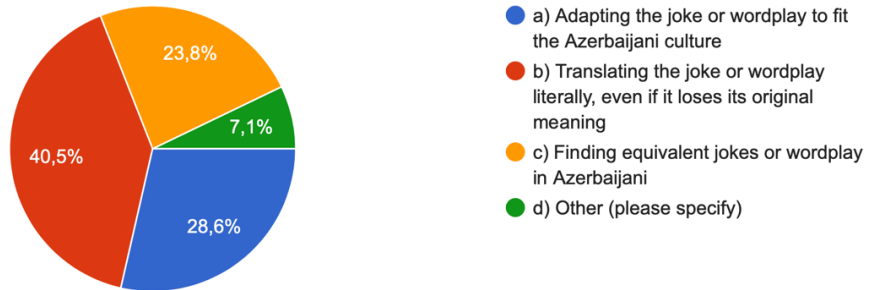 23,8%
7,1%
40,5%
28,6%
a) Adapting the joke or wordplay to fit
the Azerbaijani culture
b) Translating the joke or wordplay
literally, even if it loses its original
meaning
c) Finding equivalent jokes or wordplay
in Azerbaijani
d) Other (please specify)